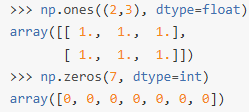 >>> np.ones((2,3), dtype=float)
array([[ 1.,  1.,  1.],
       [ 1.,  1.,  1.]])
>>> np.zeros(7, dtype=int)
array([0, 0, 0, 0, 0, 0, 0])